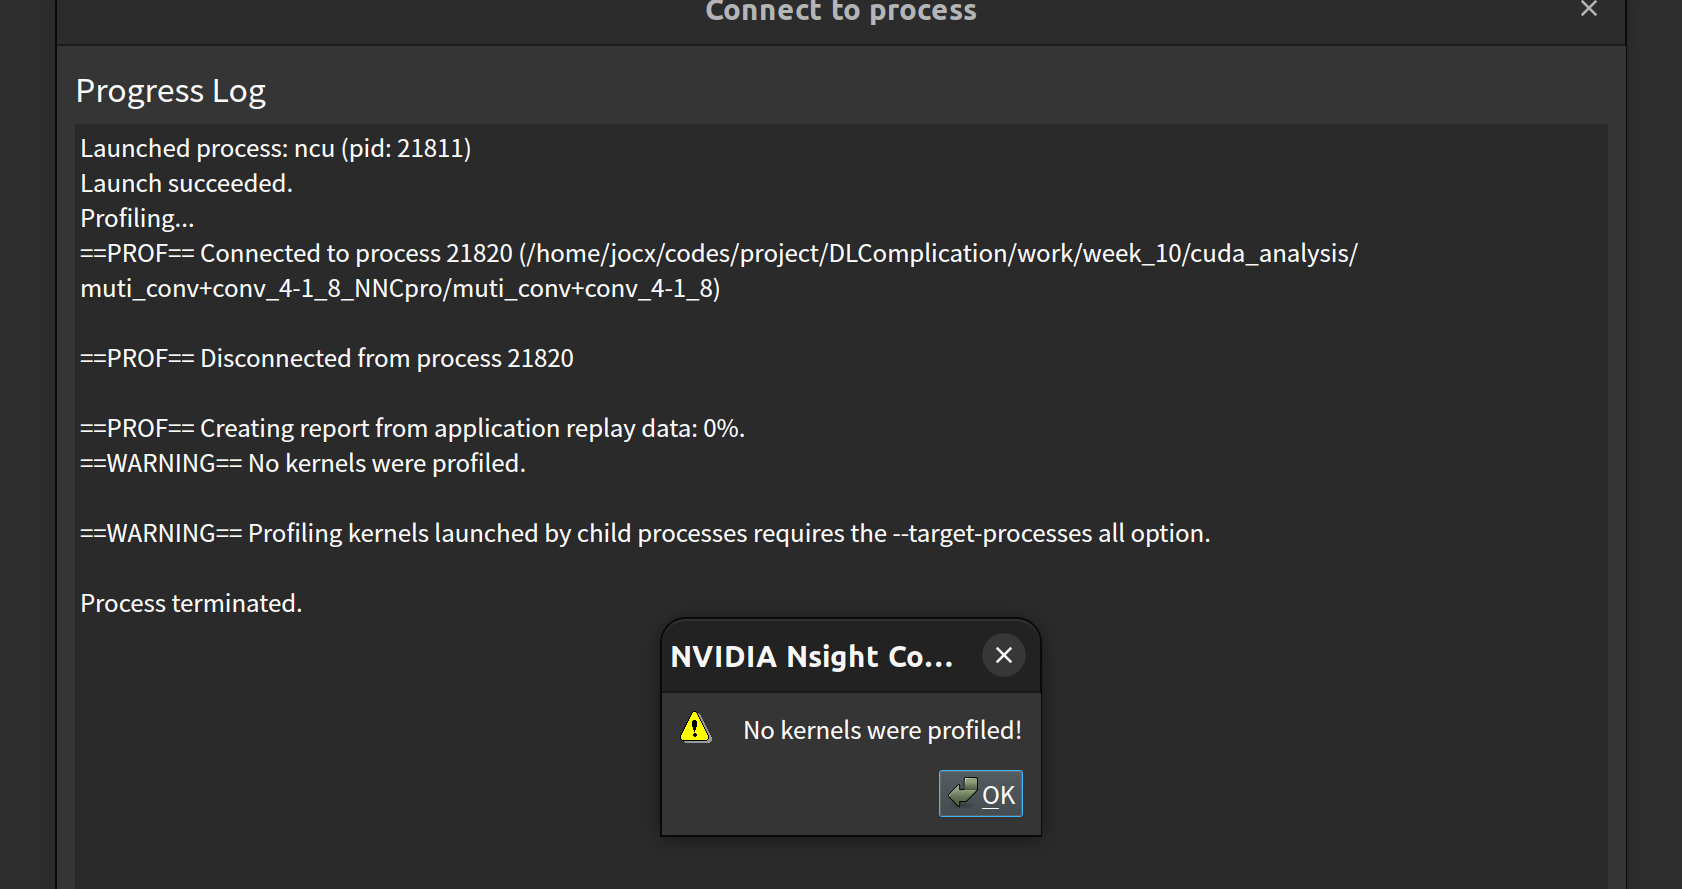 Connect to process
Progress Log
Launched process: ncu (pid: 21811)
Launch succeeded.
Profiling...
==PROF== Connected to process 21820 (/home/jocx/codes/project/DLComplication/work/week_10/cuda_analysis/
muti_conv+conv_4-1_8_NNCpro/muti_conv+conv_4-1_8)
==PROF== Disconnected from process 21820
==PROF== Creating report from application replay data: 0%.
==WARNING== No kernels were profiled.
==WARNING== Profiling kernels launched by child processes requires the --target-processes all option.
Process terminated.
NVIDIA Nsight Co...
No kernels were profiled!
OK